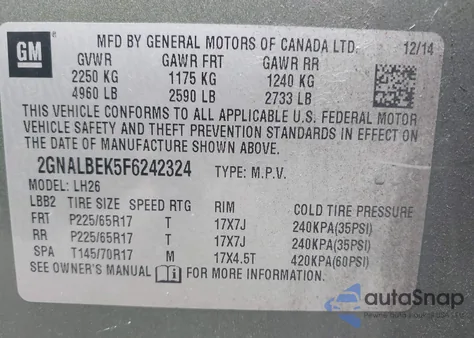 GM
MFD BY GENERAL MOTORS OF CANADA LTD. 12/14
GVWR GAWR FRT GAWR RR
2250 KG 1175 KG 1240 KG
4960 LB 2590 LB 2733 LB
THIS VEHICLE CONFORMS TO ALL APPLICABLE U.S. FEDERAL MOTOR
VEHICLE SAFETY AND THEFT PREVENTION STANDARDS IN EFFECT ON
THE DATE OF MANUFACTURE SHOWN ABOVE.
2GNALBEK5F6242324 TYPE: M.P.V.
MODEL: LH26
LBB2 TIRE SIZE SPEED RTG RIM COLD TIRE PRESSURE
FRT P225/65R17 T 17X7J 240KPA(35PSI)
RR P225/65R17 T 17X7J 240KPA(35PSI)
SPA T145/70R17 M 17X4.5T 420KPA(60PSI)
SEE OWNER'S MANUAL FOR MORE INFORMATION.
autoSnap